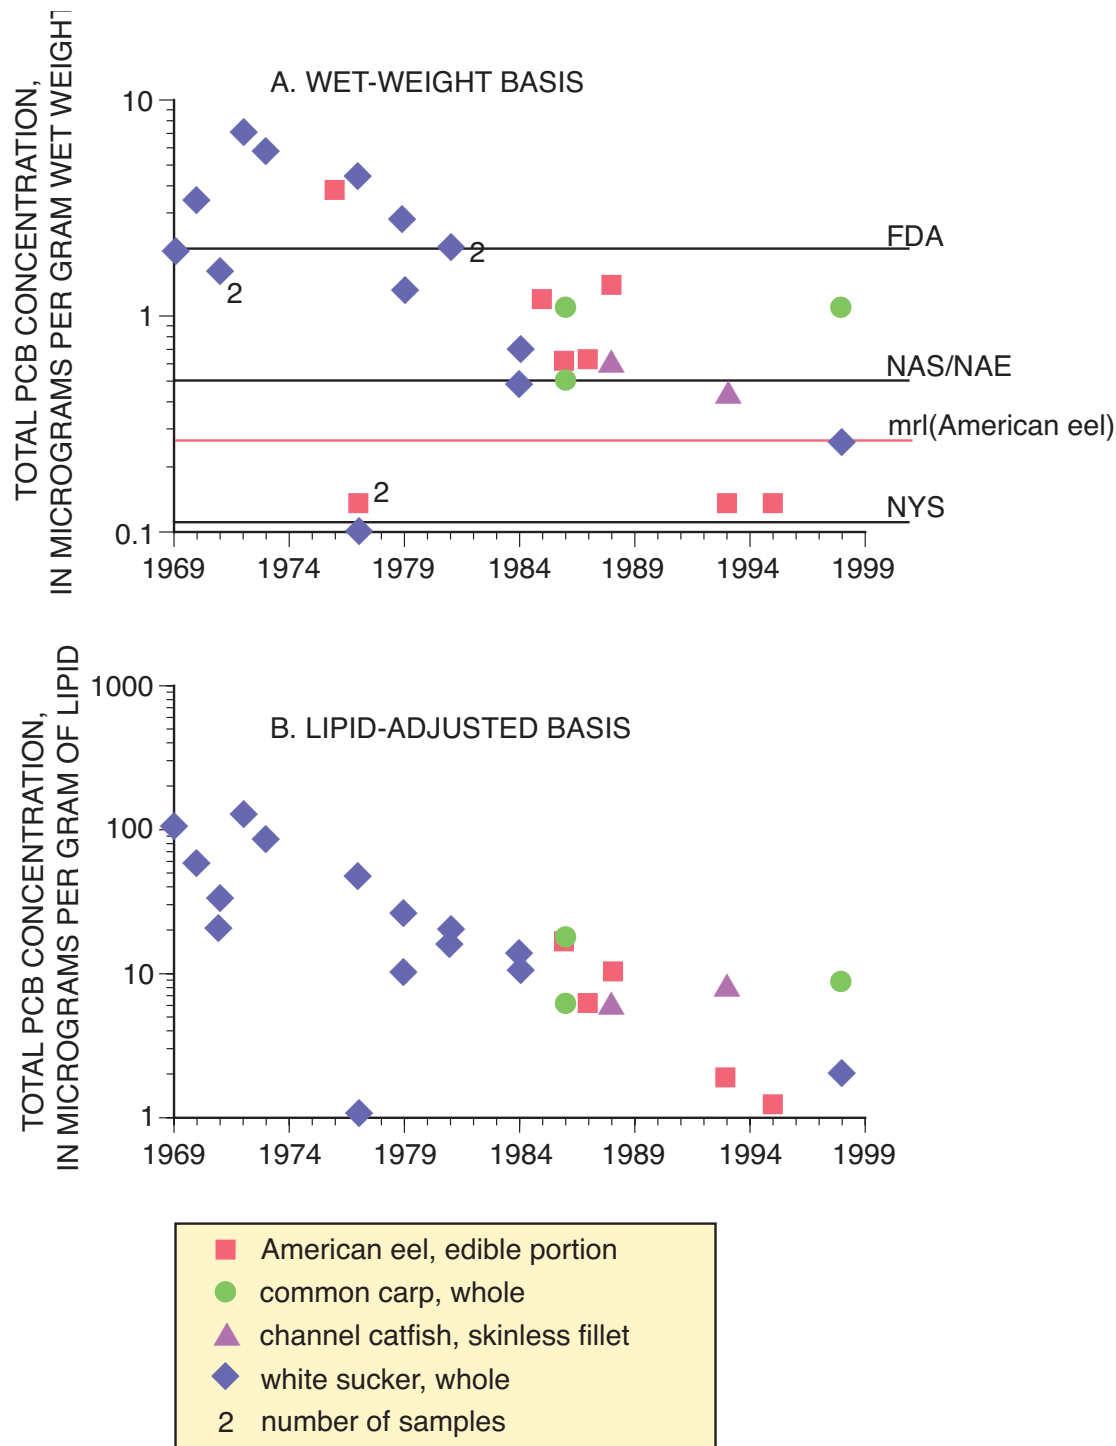 TOTAL PCB CONCENTRATION,
IN MICROGRAMS PER GRAM WET WEIGHT
A. WET-WEIGHT BASIS
10
1
0.1
FDA
NAS/NAE
mrl(American eel)
NYS
2
2
2
1969 1974 1979 1984 1989 1994 1999
TOTAL PCB CONCENTRATION,
IN MICROGRAMS PER GRAM OF LIPID
B. LIPID-ADJUSTED BASIS
1000
100
10
1
1969 1974 1979 1984 1989 1994 1999
American eel, edible portion
common carp, whole
channel catfish, skinless fillet
white sucker, whole
2 number of samples